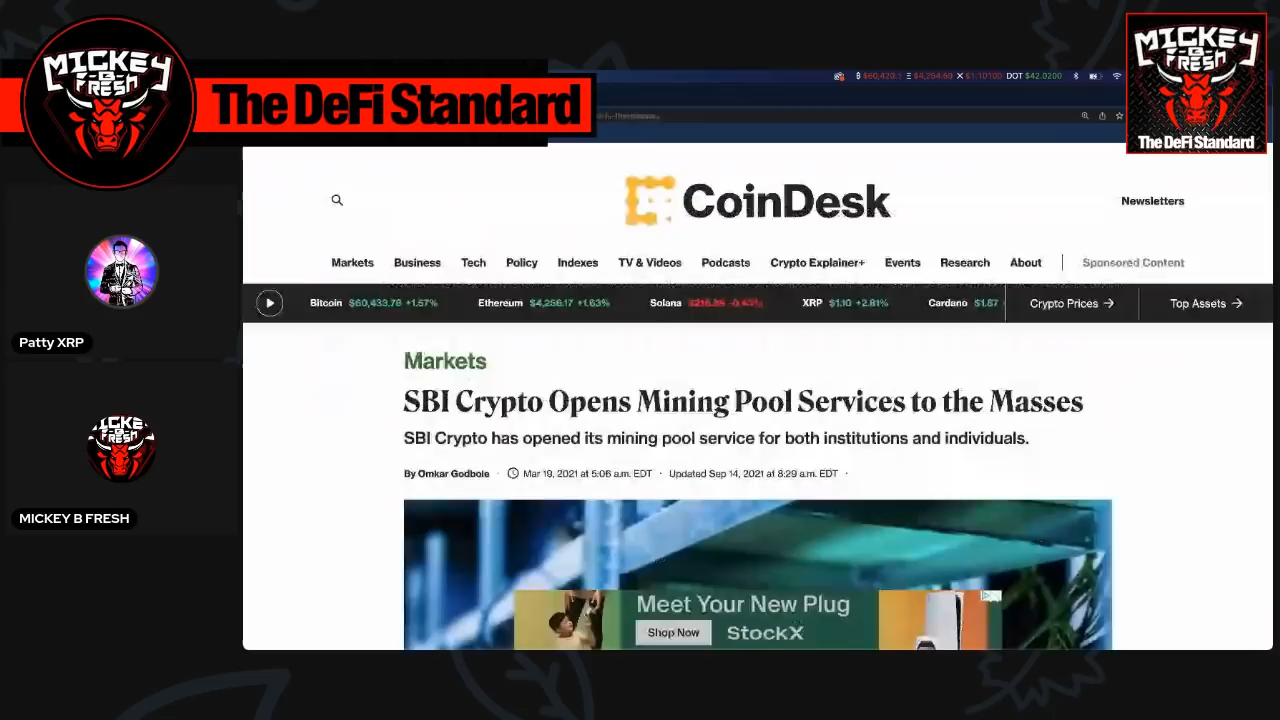 MICKEY
-B-
FRESH
The DeFi Standard
MICKEY
-B-
FRESH
The DeFi Standard
DOT $42.0200
CoinDesk
Newsletters
Markets Business Tech Policy Indexes TV & Videos Podcasts Crypto Explainer+ Events Research About Sponsored Content
Bitcoin $60,433.78 +1.57% Ethereum $4,256.17 +1.63% Solana XRP $1.10 +2.81% Cardano $1.87 Crypto Prices → Top Assets →
Patty XRP
Markets
SBI Crypto Opens Mining Pool Services to the Masses
SBI Crypto has opened its mining pool service for both institutions and individuals.
By Omkar Godbole · Mar 19, 2021 at 5:06 a.m. EDT · Updated Sep 14, 2021 at 8:29 a.m. EDT ·
FRESH
MICKEY B FRESH
Meet Your New Plug
Shop Now StockX